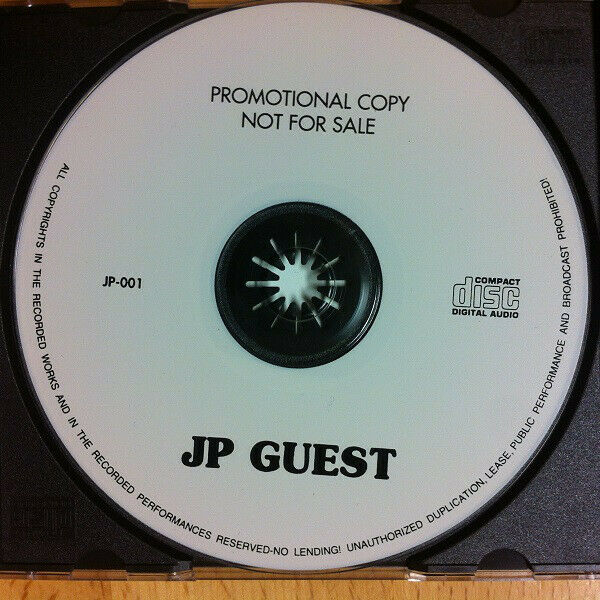 PROMOTIONAL COPY
NOT FOR SALE
JP-001
COMPACT
disc
DIGITAL AUDIO
JP GUEST
ALL COPYRIGHTS IN THE RECORDED WORKS AND IN THE RECORDED PERFORMANCES RESERVED-NO LENDING! UNAUTHORIZED DUPLICATION, LEASE, PUBLIC PERFORMANCE AND BROADCAST PROHIBITED!